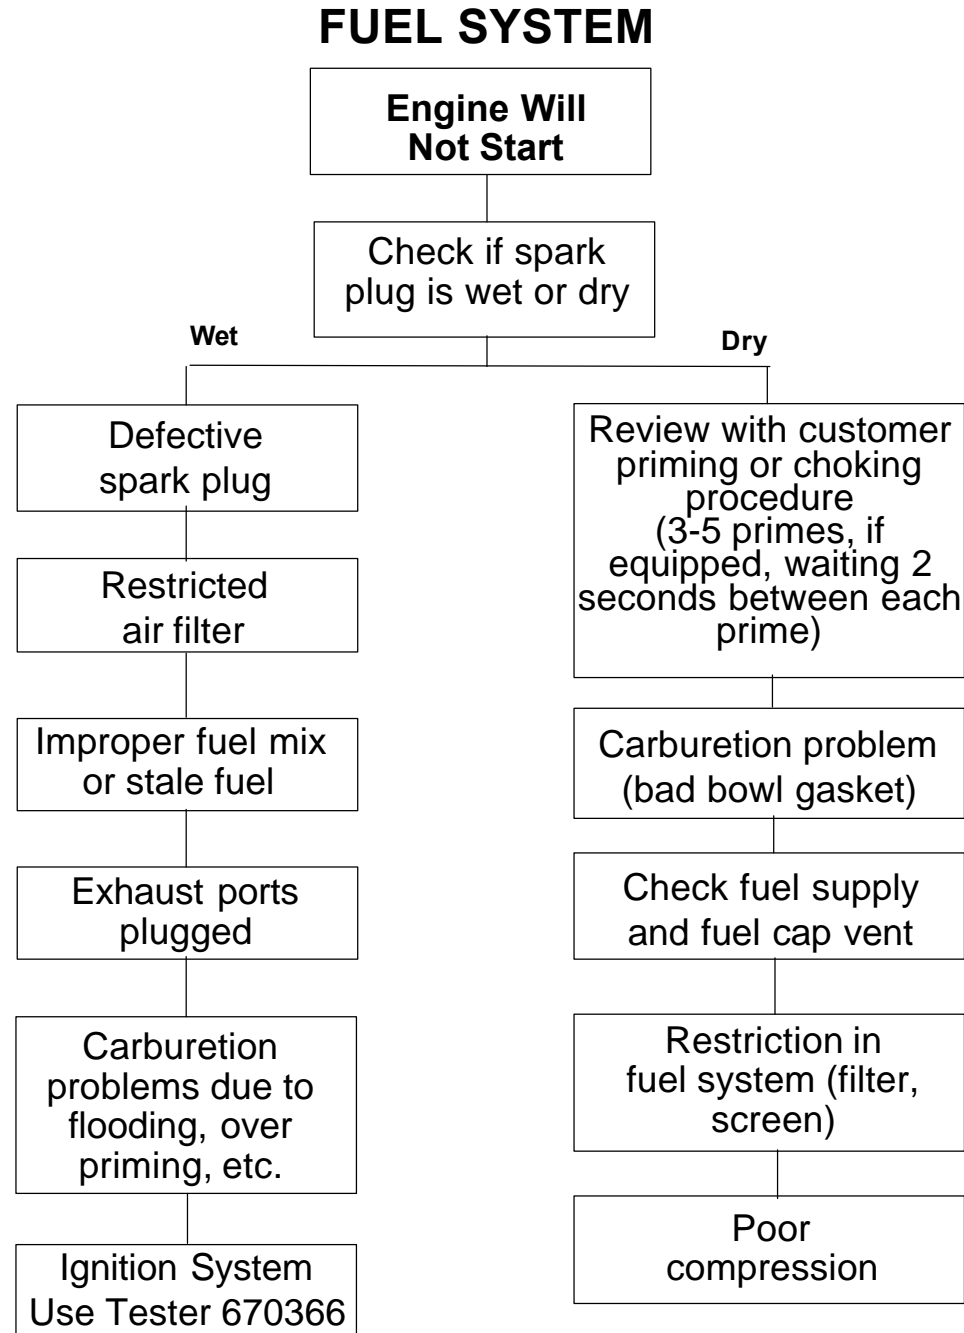 FUEL SYSTEM
Engine Will
Not Start
Check if spark
plug is wet or dry
Wet
Dry
Defective
spark plug
Restricted
air filter
Improper fuel mix
or stale fuel
Exhaust ports
plugged
Carburetion
problems due to
flooding, over
priming, etc.
Ignition System
Use Tester 670366
Review with customer
priming or choking
procedure
(3-5 primes, if
equipped, waiting 2
seconds between each
prime)
Carburetion problem
(bad bowl gasket)
Check fuel supply
and fuel cap vent
Restriction in
fuel system (filter,
screen)
Poor
compression